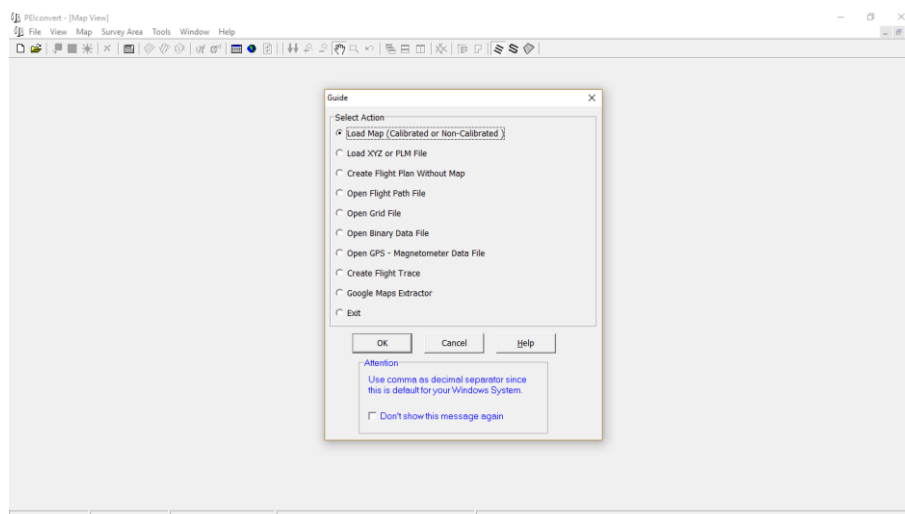 PEIconvert - [Map View]
File View Map Survey Area Tools Window Help
Guide
Select Action
Load Map (Calibrated or Non-Calibrated )
Load XYZ or PLM File
Create Flight Plan Without Map
Open Flight Path File
Open Grid File
Open Binary Data File
Open GPS - Magnetometer Data File
Create Flight Trace
Google Maps Extractor
Exit
OK Cancel Help
Attention
Use comma as decimal separator since
this is default for your Windows System.
Don't show this message again